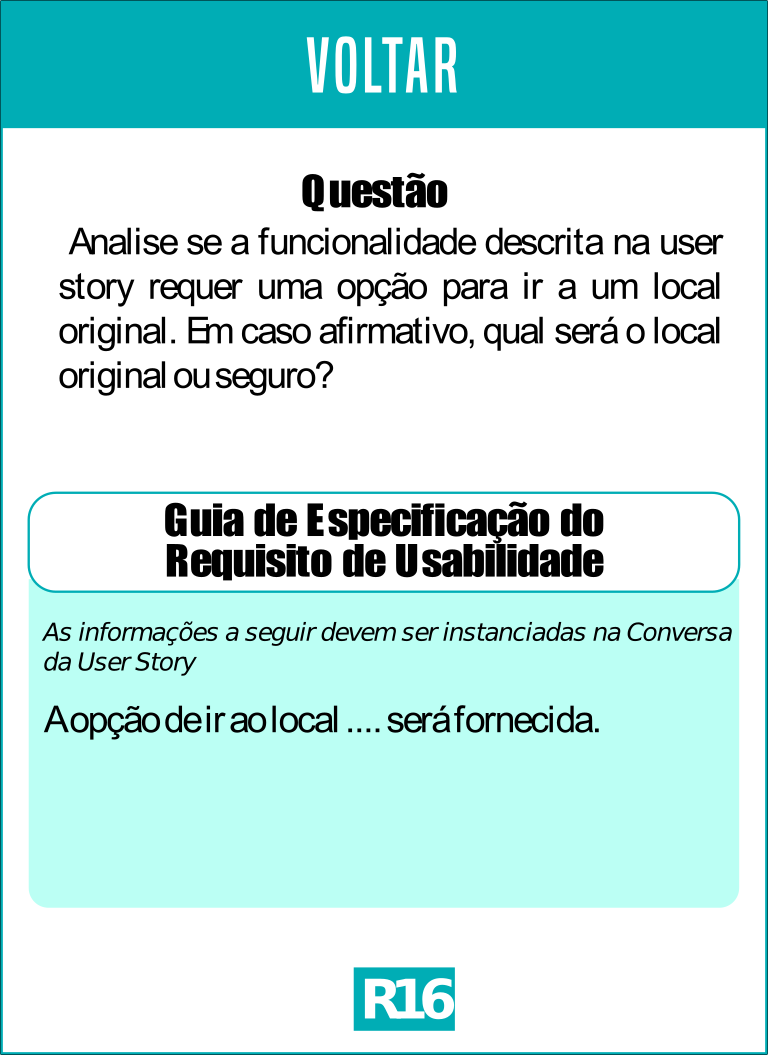 VOLTAR
Questão
Analise se a funcionalidade descrita na user
story requer uma opção para ir a um local
original. Em caso afirmativo, qual será o local
original ou seguro?
Guia de Especificação do
Requisito de Usabilidade
As informações a seguir devem ser instanciadas na Conversa
da User Story
A opção de ir ao local .... será fornecida.
R16